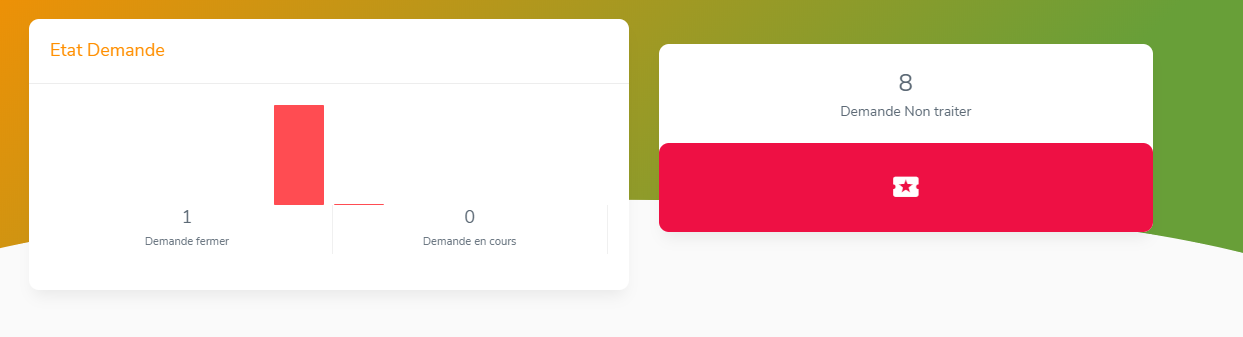 Etat Demande
1
Demande fermer
0
Demande en cours
8
Demande Non traiter